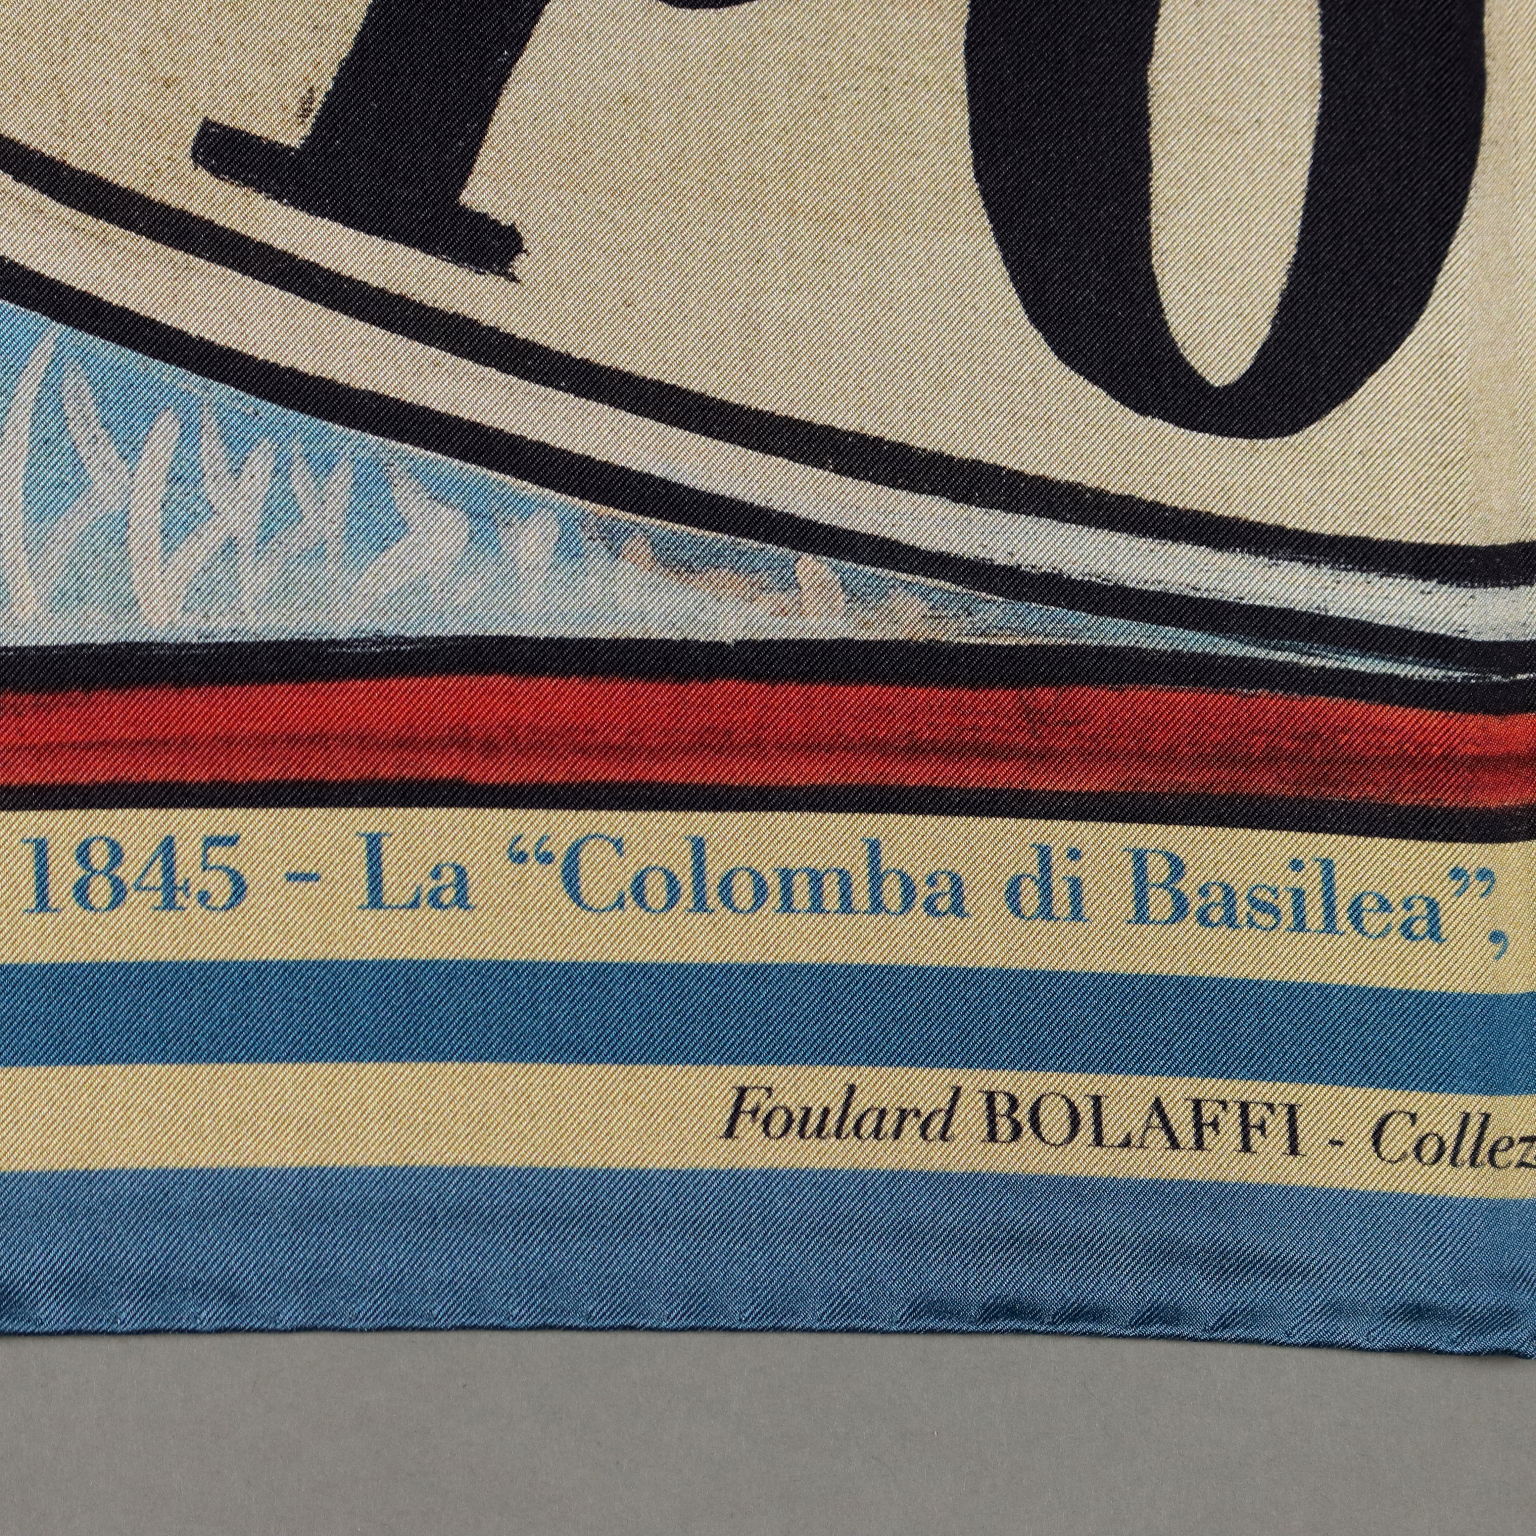 1845 - La “Colomba di Basilea”,
Foulard BOLAFFI - Collez